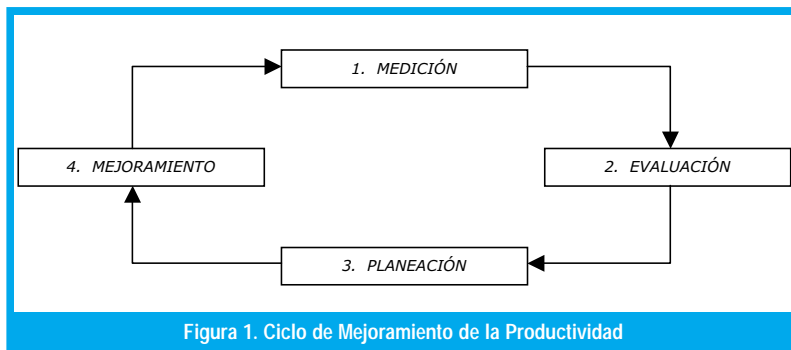 1. MEDICIÓN
4. MEJORAMIENTO
2. EVALUACIÓN
3. PLANEACIÓN
Figura 1. Ciclo de Mejoramiento de la Productividad